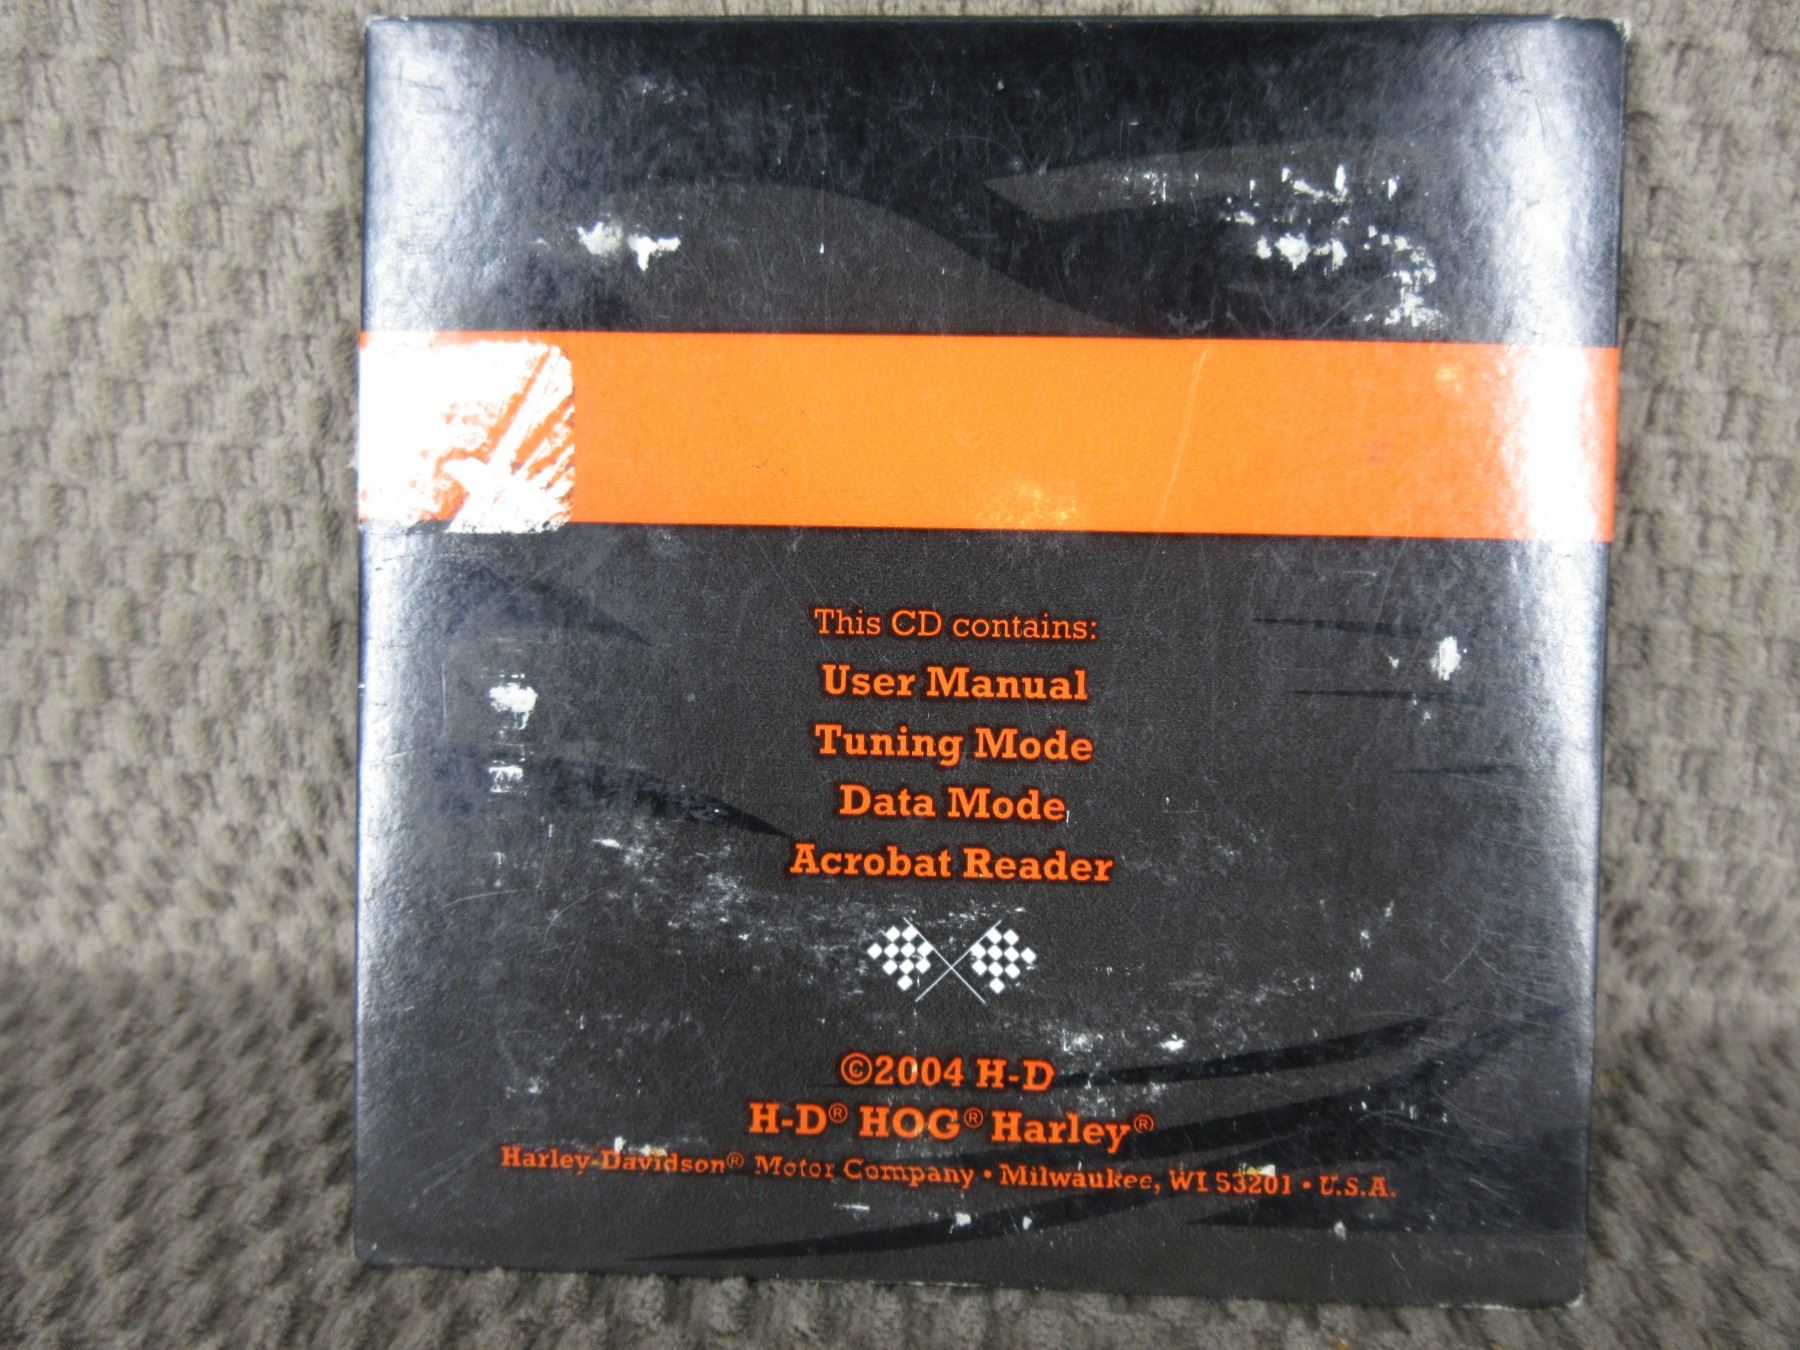 This CD contains:
User Manual
Tuning Mode
Data Mode
Acrobat Reader
©2004 H-D
H-D® HOG® Harley®
Harley-Davidson® Motor Company • Milwaukee, WI 53201 • U.S.A.